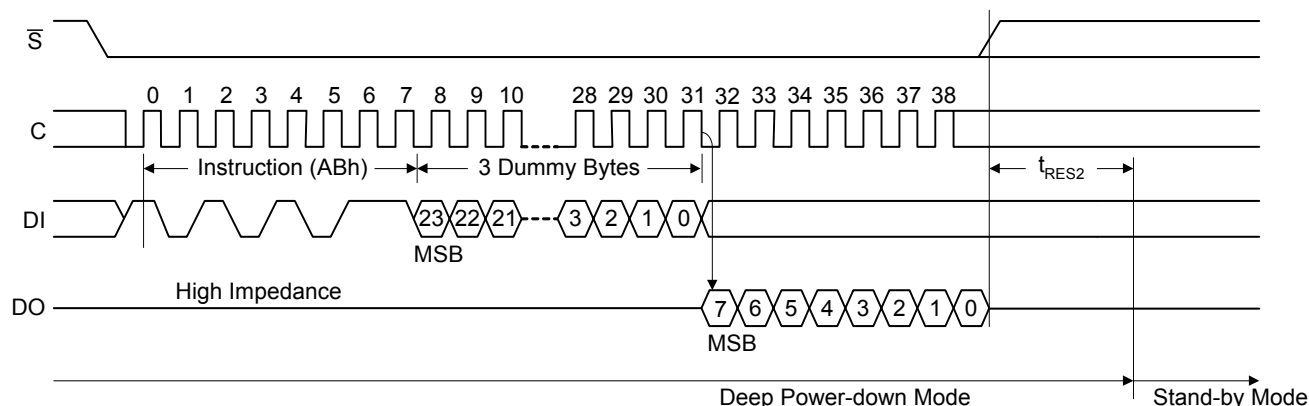 S̅
0 1 2 3 4 5 6 7 8 9 10 28 29 30 31 32 33 34 35 36 37 38
C
Instruction (ABh) 3 Dummy Bytes tRES2
DI 23 22 21 3 2 1 0
MSB
High Impedance
DO 7 6 5 4 3 2 1 0
MSB
Deep Power-down Mode Stand-by Mode